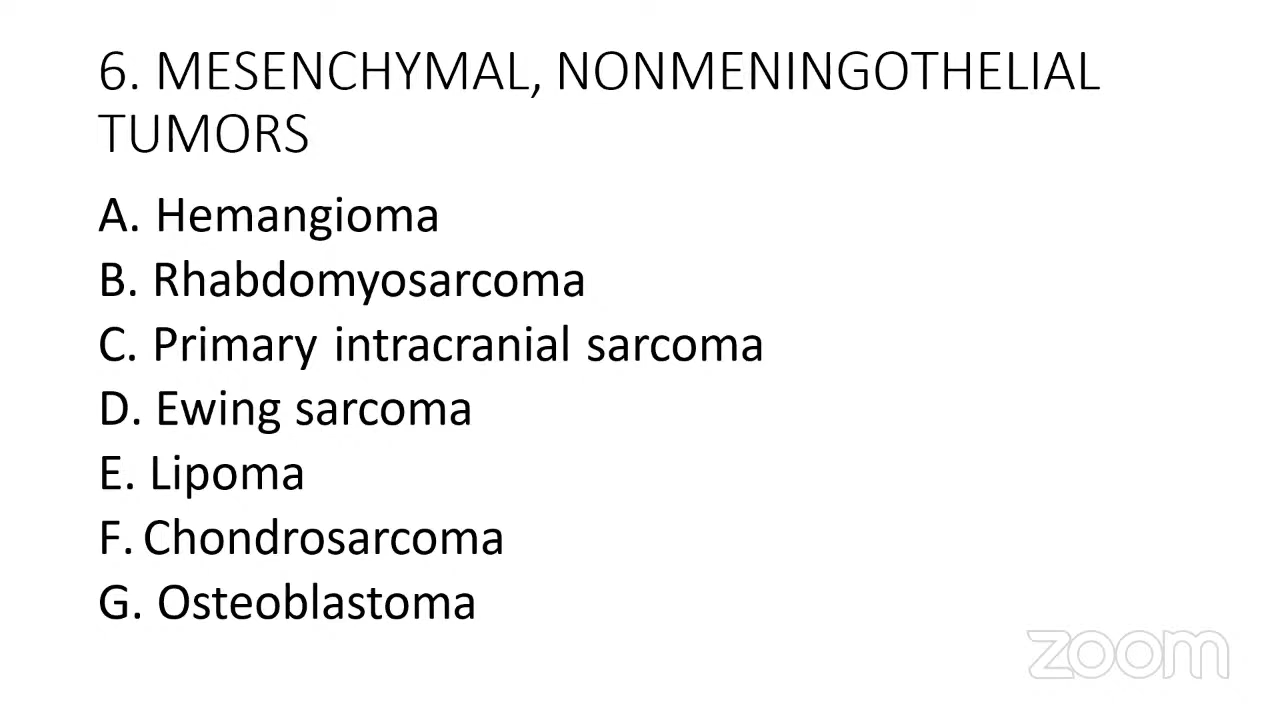 6. MESENCHYMAL, NONMENINGOTHELIAL
TUMORS
A. Hemangioma
B. Rhabdomyosarcoma
C. Primary intracranial sarcoma
D. Ewing sarcoma
E. Lipoma
F. Chondrosarcoma
G. Osteoblastoma
zoom